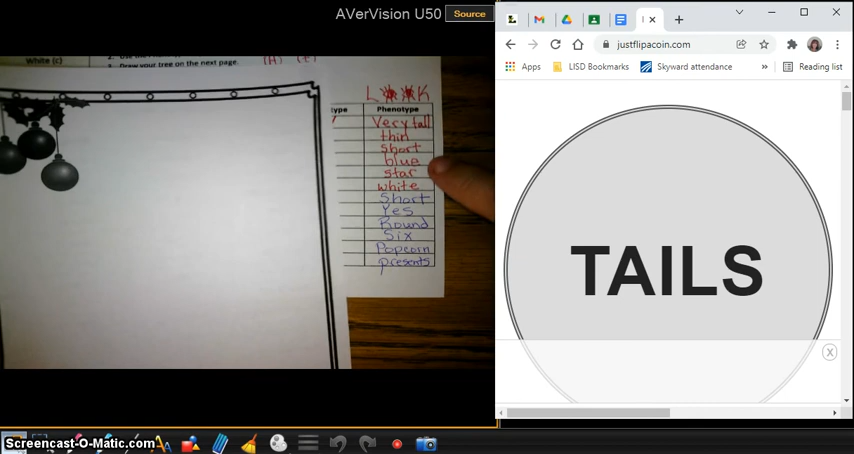 AVerVision U50
Source
justflipacoin.com
Apps
LISD Bookmarks
Skyward attendance
»
Reading list
White (c)
1. Draw your tree on the next page.
(H) (t)
L K
type Phenotype
Very tall
thin
short
blue
star
white
Short
Yes
Round
Six
Popcorn
presents
TAILS
X
Screencast-O-Matic.com